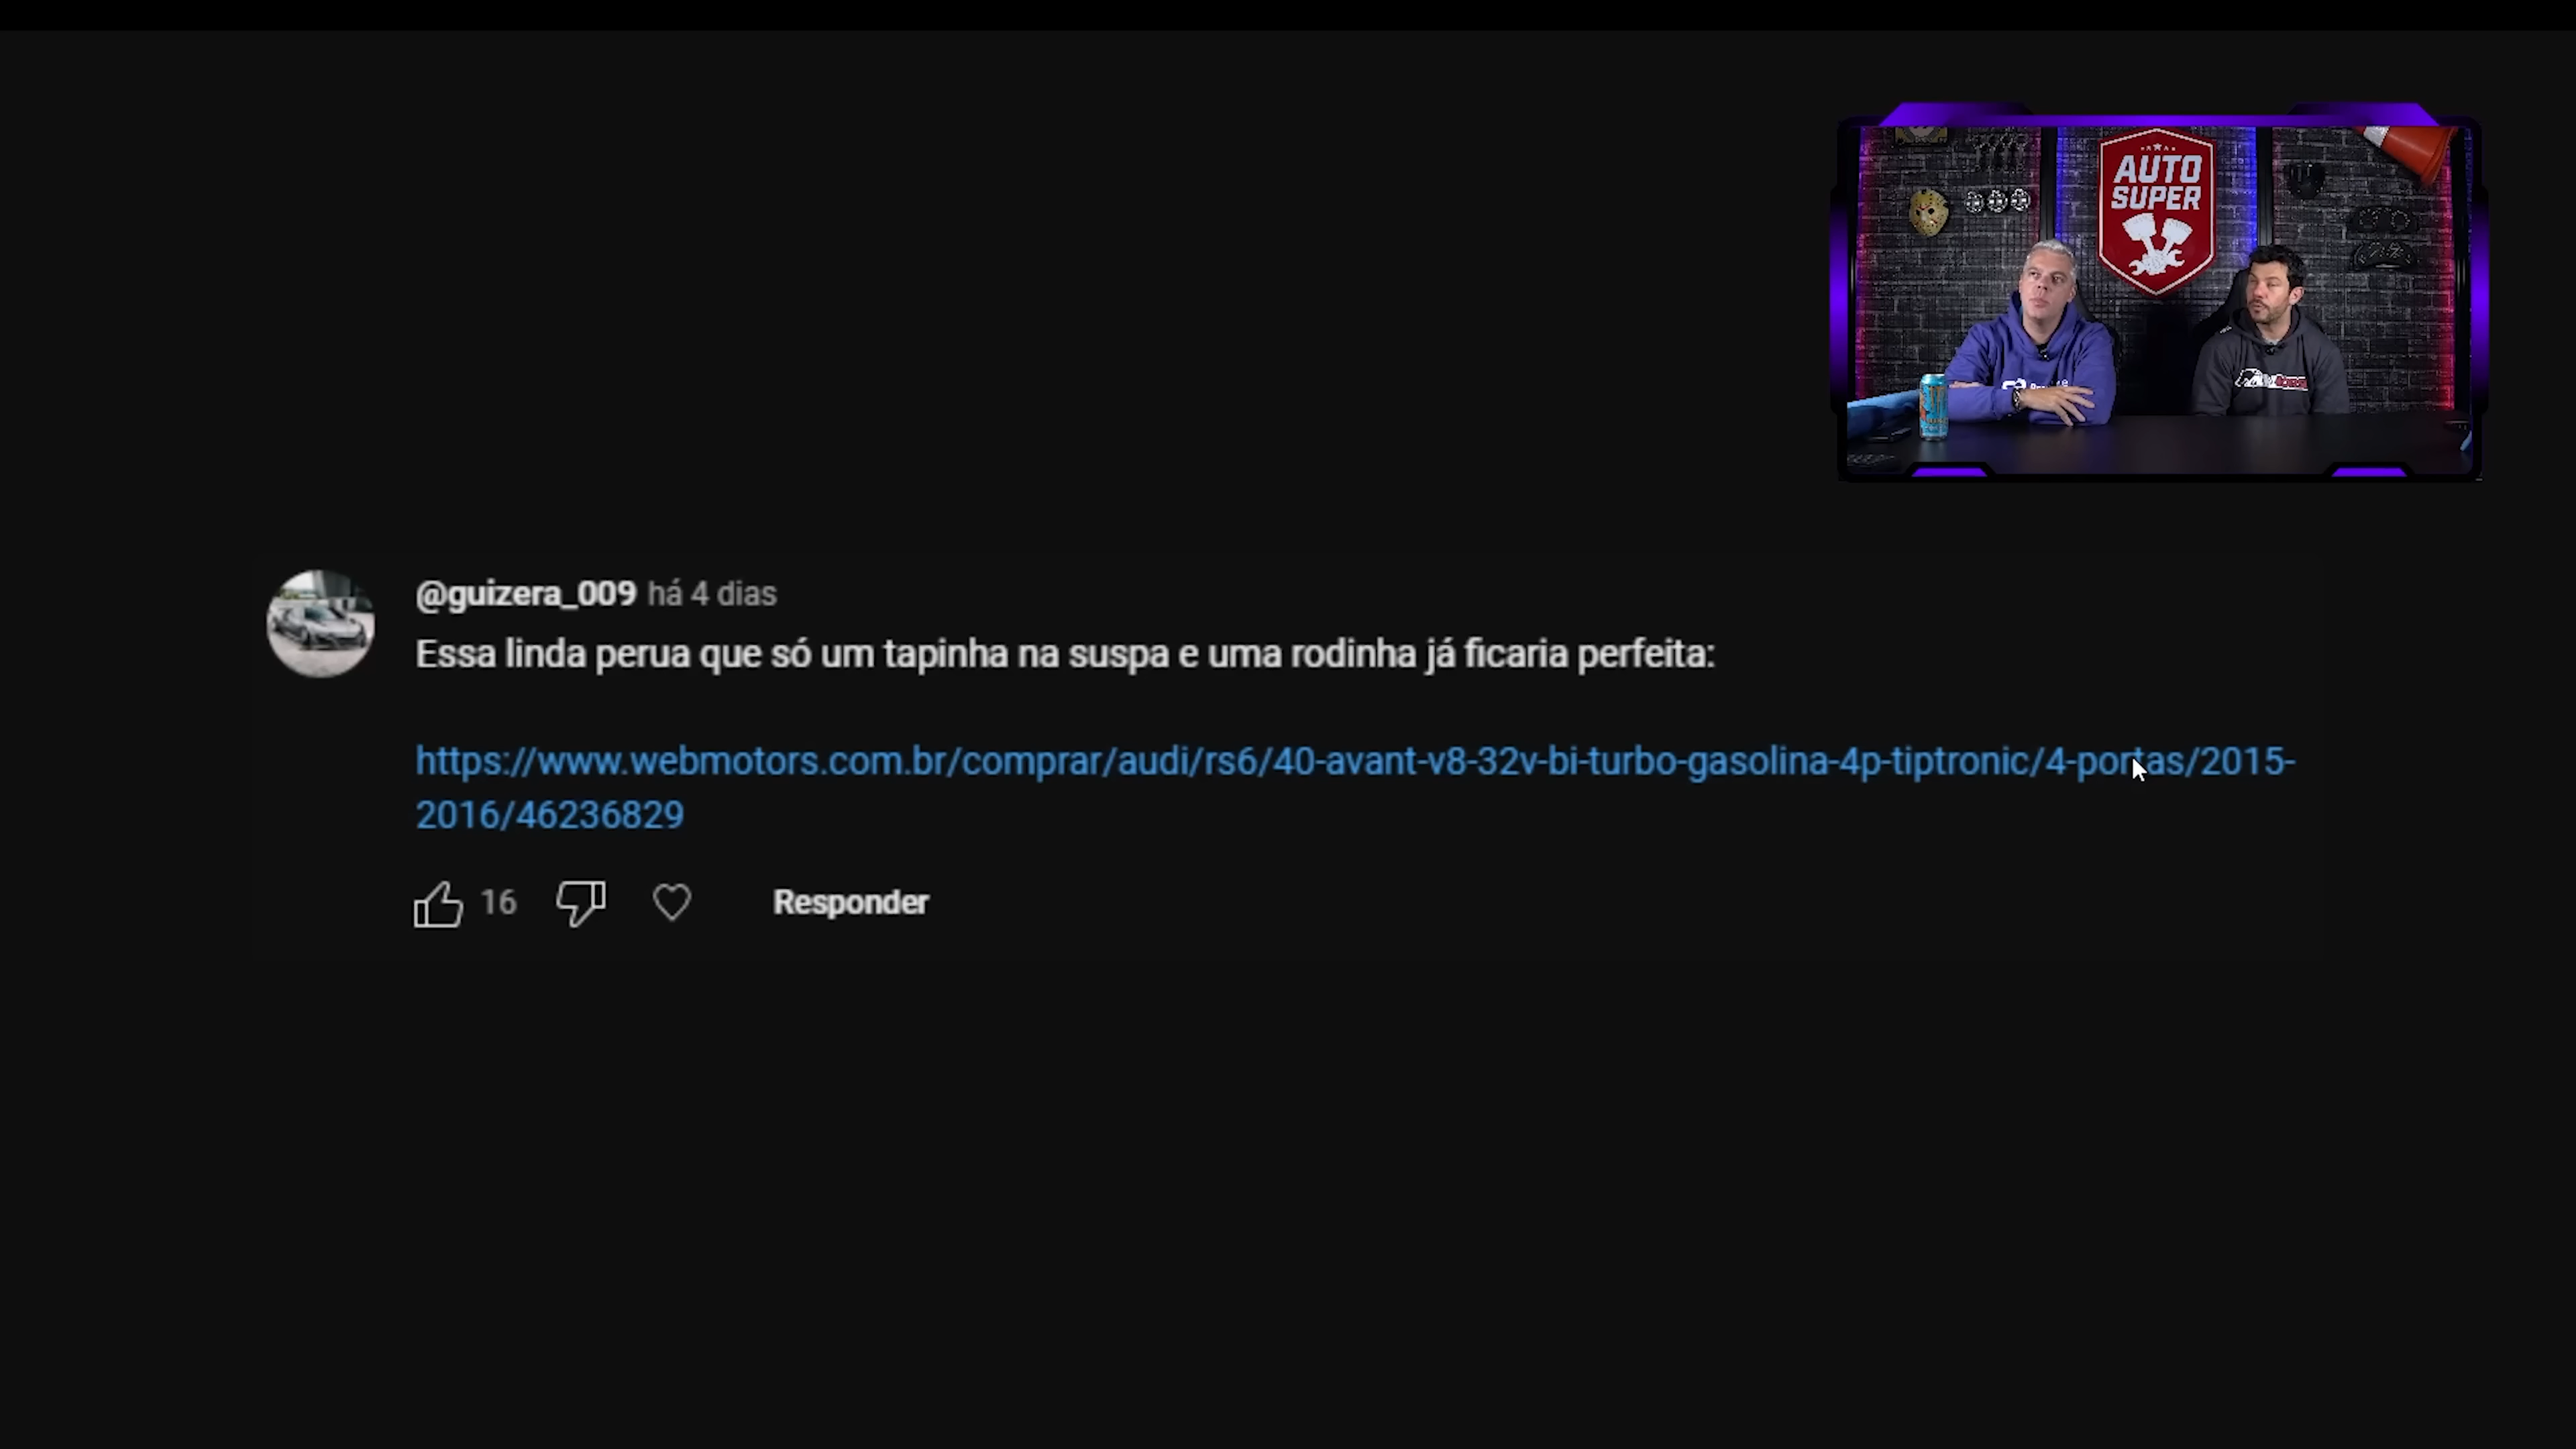 AUTO
SUPER
@guizera_009 há 4 dias
Essa linda perua que só um tapinha na suspa e uma rodinha já ficaria perfeita:
https://www.webmotors.com.br/comprar/audi/rs6/40-avant-v8-32v-bi-turbo-gasolina-4p-tiptronic/4-portas/2015-
2016/46236829
16
Responder